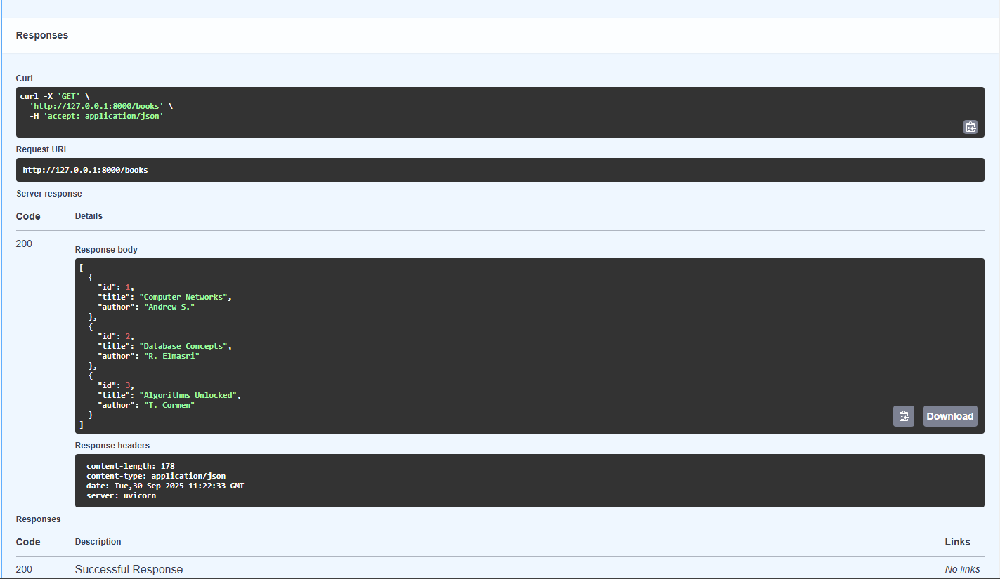 Responses
Curl
curl -X 'GET' \
  'http://127.0.0.1:8000/books' \
  -H 'accept: application/json'
Request URL
http://127.0.0.1:8000/books
Server response
Code Details
200
Response body
[
  {
    "id": 1,
    "title": "Computer Networks",
    "author": "Andrew S."
  },
  {
    "id": 2,
    "title": "Database Concepts",
    "author": "R. Elmasri"
  },
  {
    "id": 3,
    "title": "Algorithms Unlocked",
    "author": "T. Cormen"
  }
]
Download
Response headers
content-length: 178
content-type: application/json
date: Tue,30 Sep 2025 11:22:33 GMT
server: uvicorn
Responses
Code Description Links
200 Successful Response No links